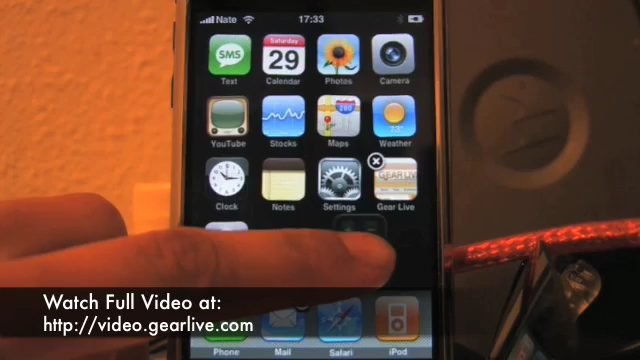 Nate 17:33
Saturday
29
SMS
280
73°
GEAR LIVE
Text Calendar Photos Camera
YouTube Stocks Maps Weather
Clock Notes Settings Gear Live
Phone Mail Safari iPod
Watch Full Video at:
http://video.gearlive.com